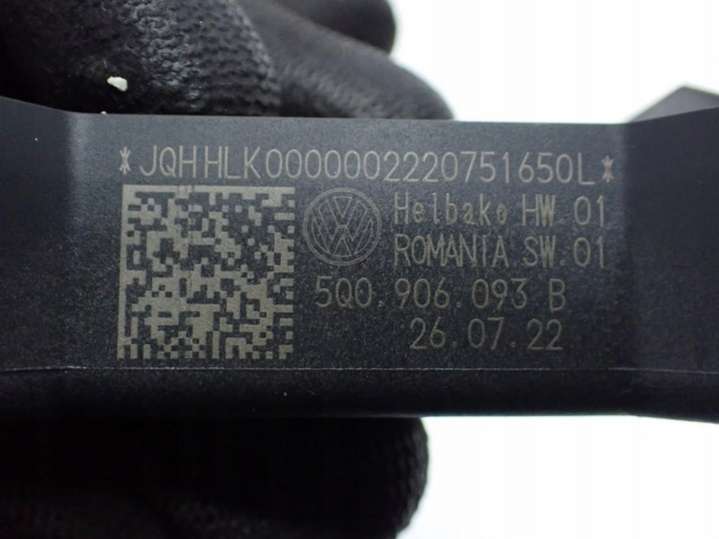 *JQHHLK0000002220751650L*
Helbako HW.01
ROMANIA SW.01
5Q0.906.093 B
26.07.22